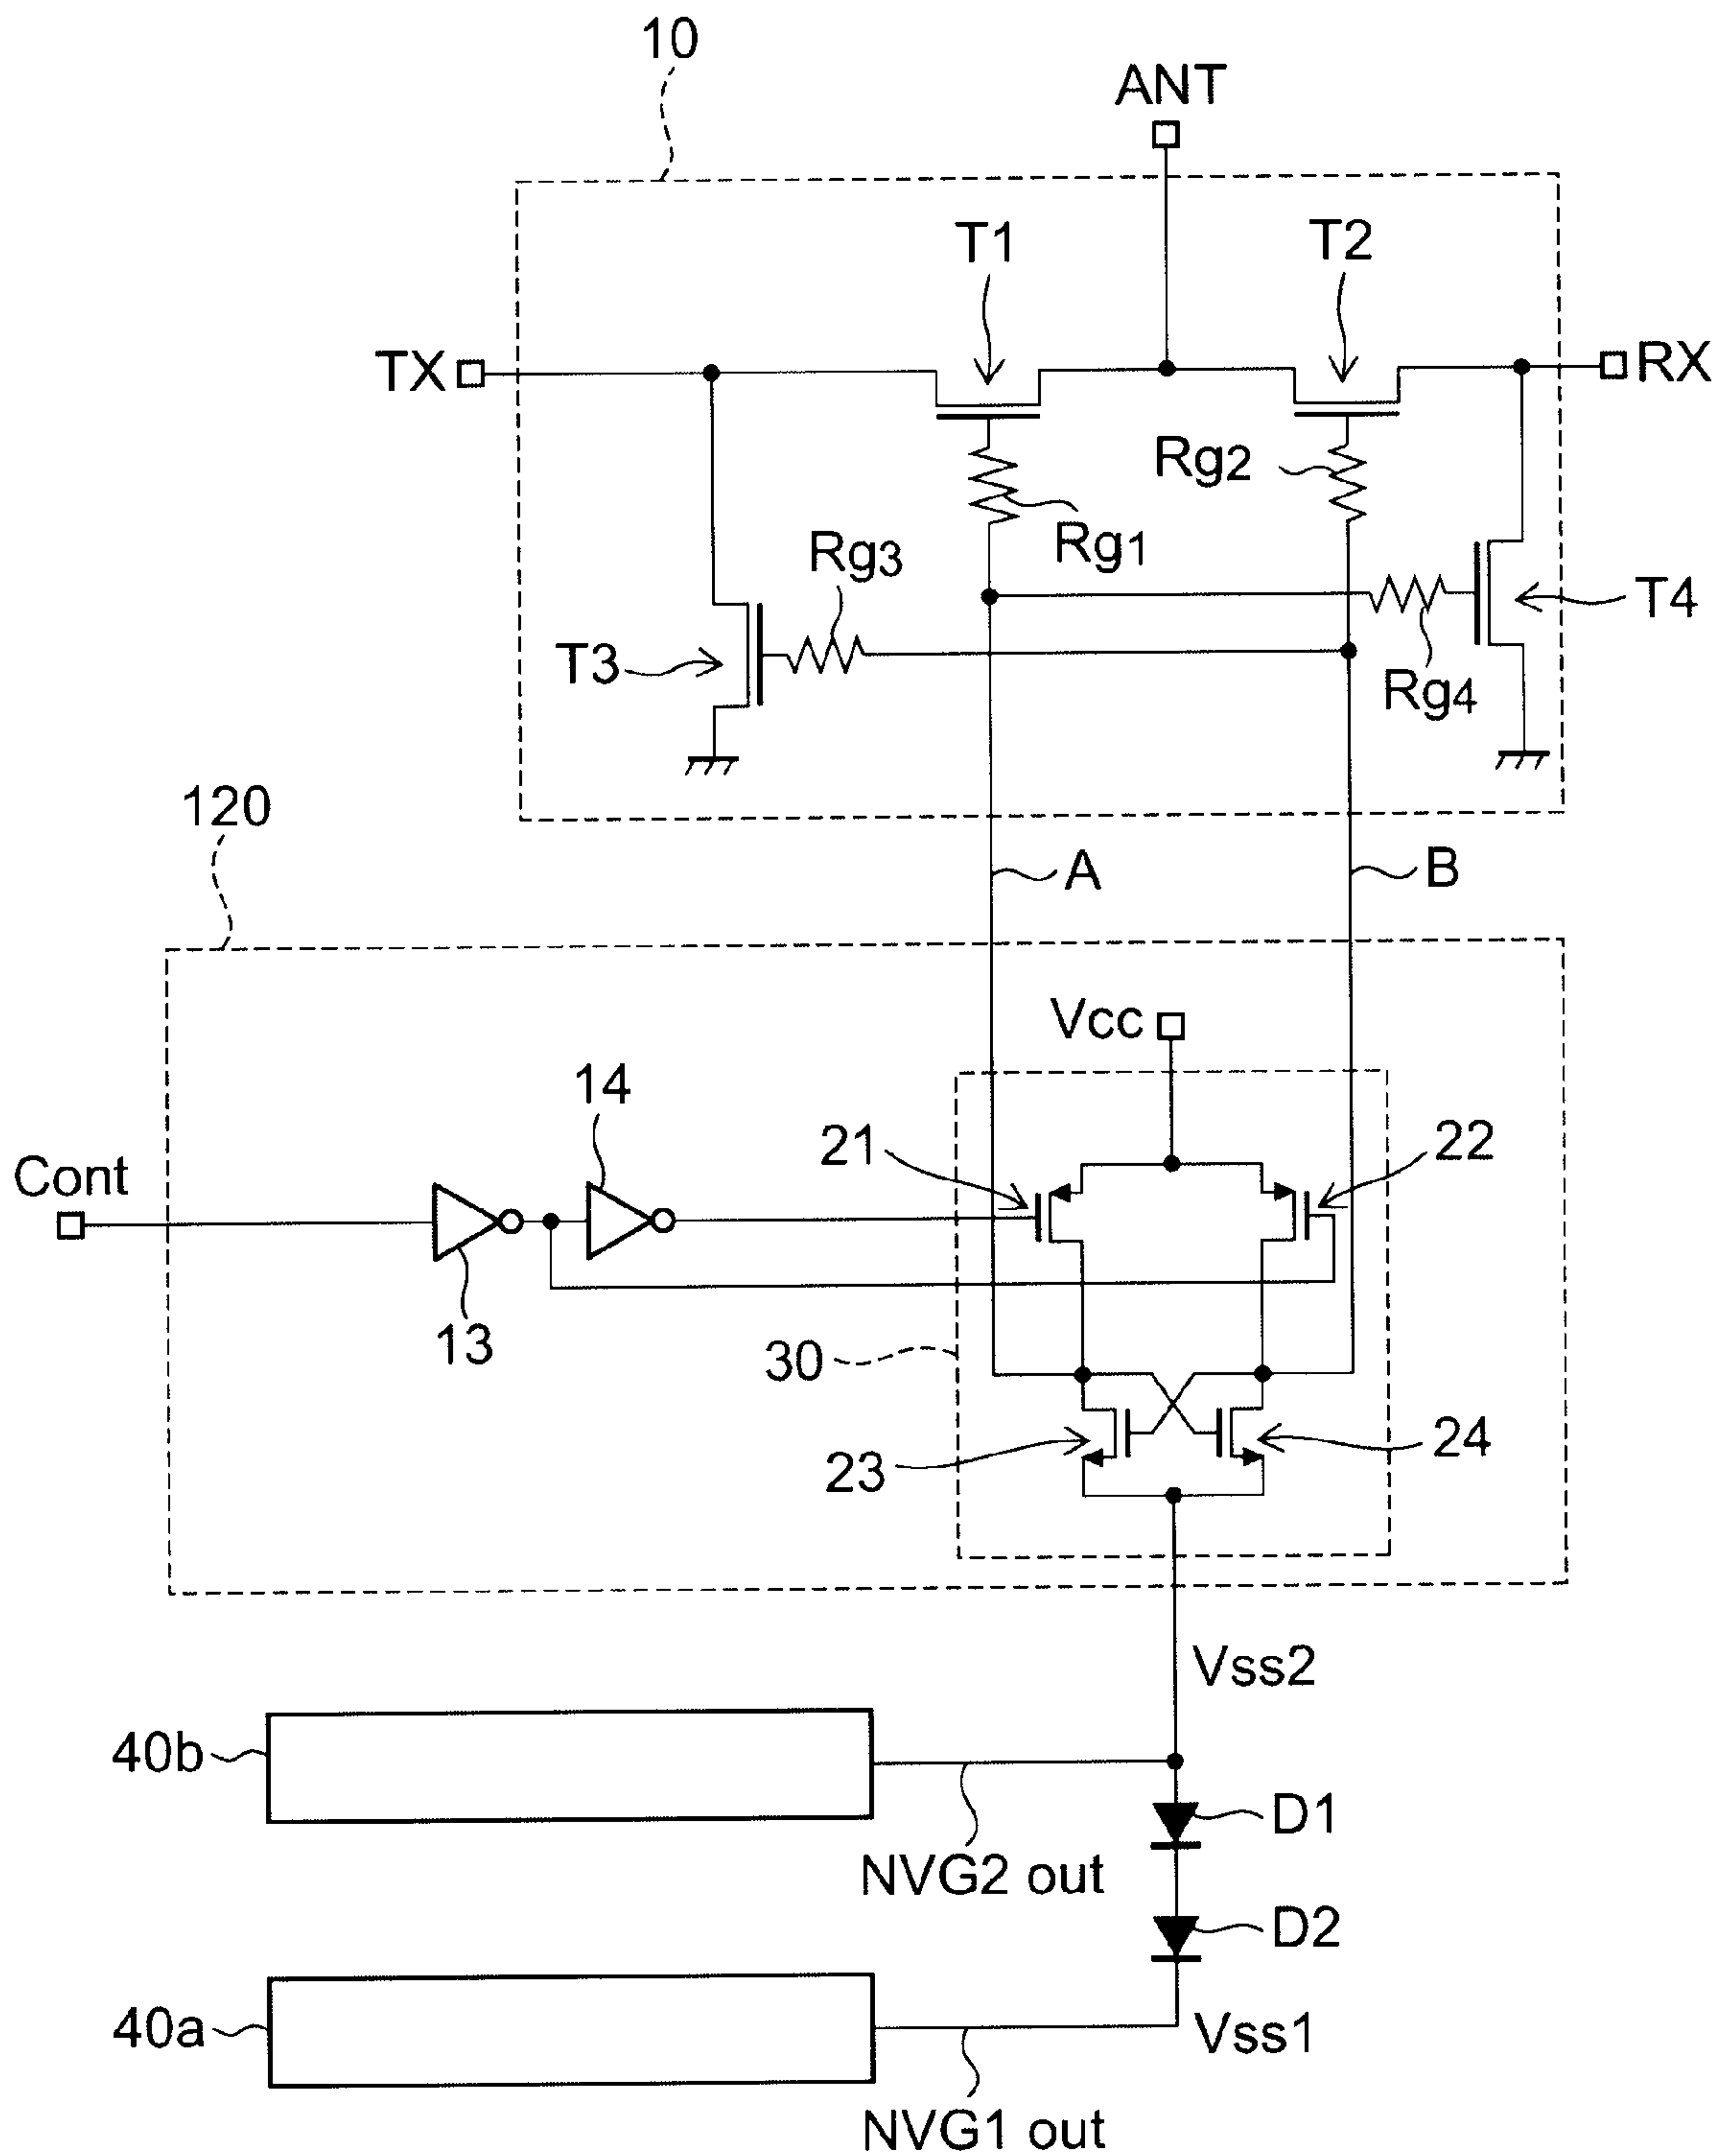 10
ANT
T1
T2
TX
RX
Rg2
Rg1
Rg3
T4
T3
Rg4
120
A
B
Vcc
14
21
22
Cont
13
30
23
24
Vss2
40b
D1
NVG2 out
D2
40a
Vss1
NVG1 out